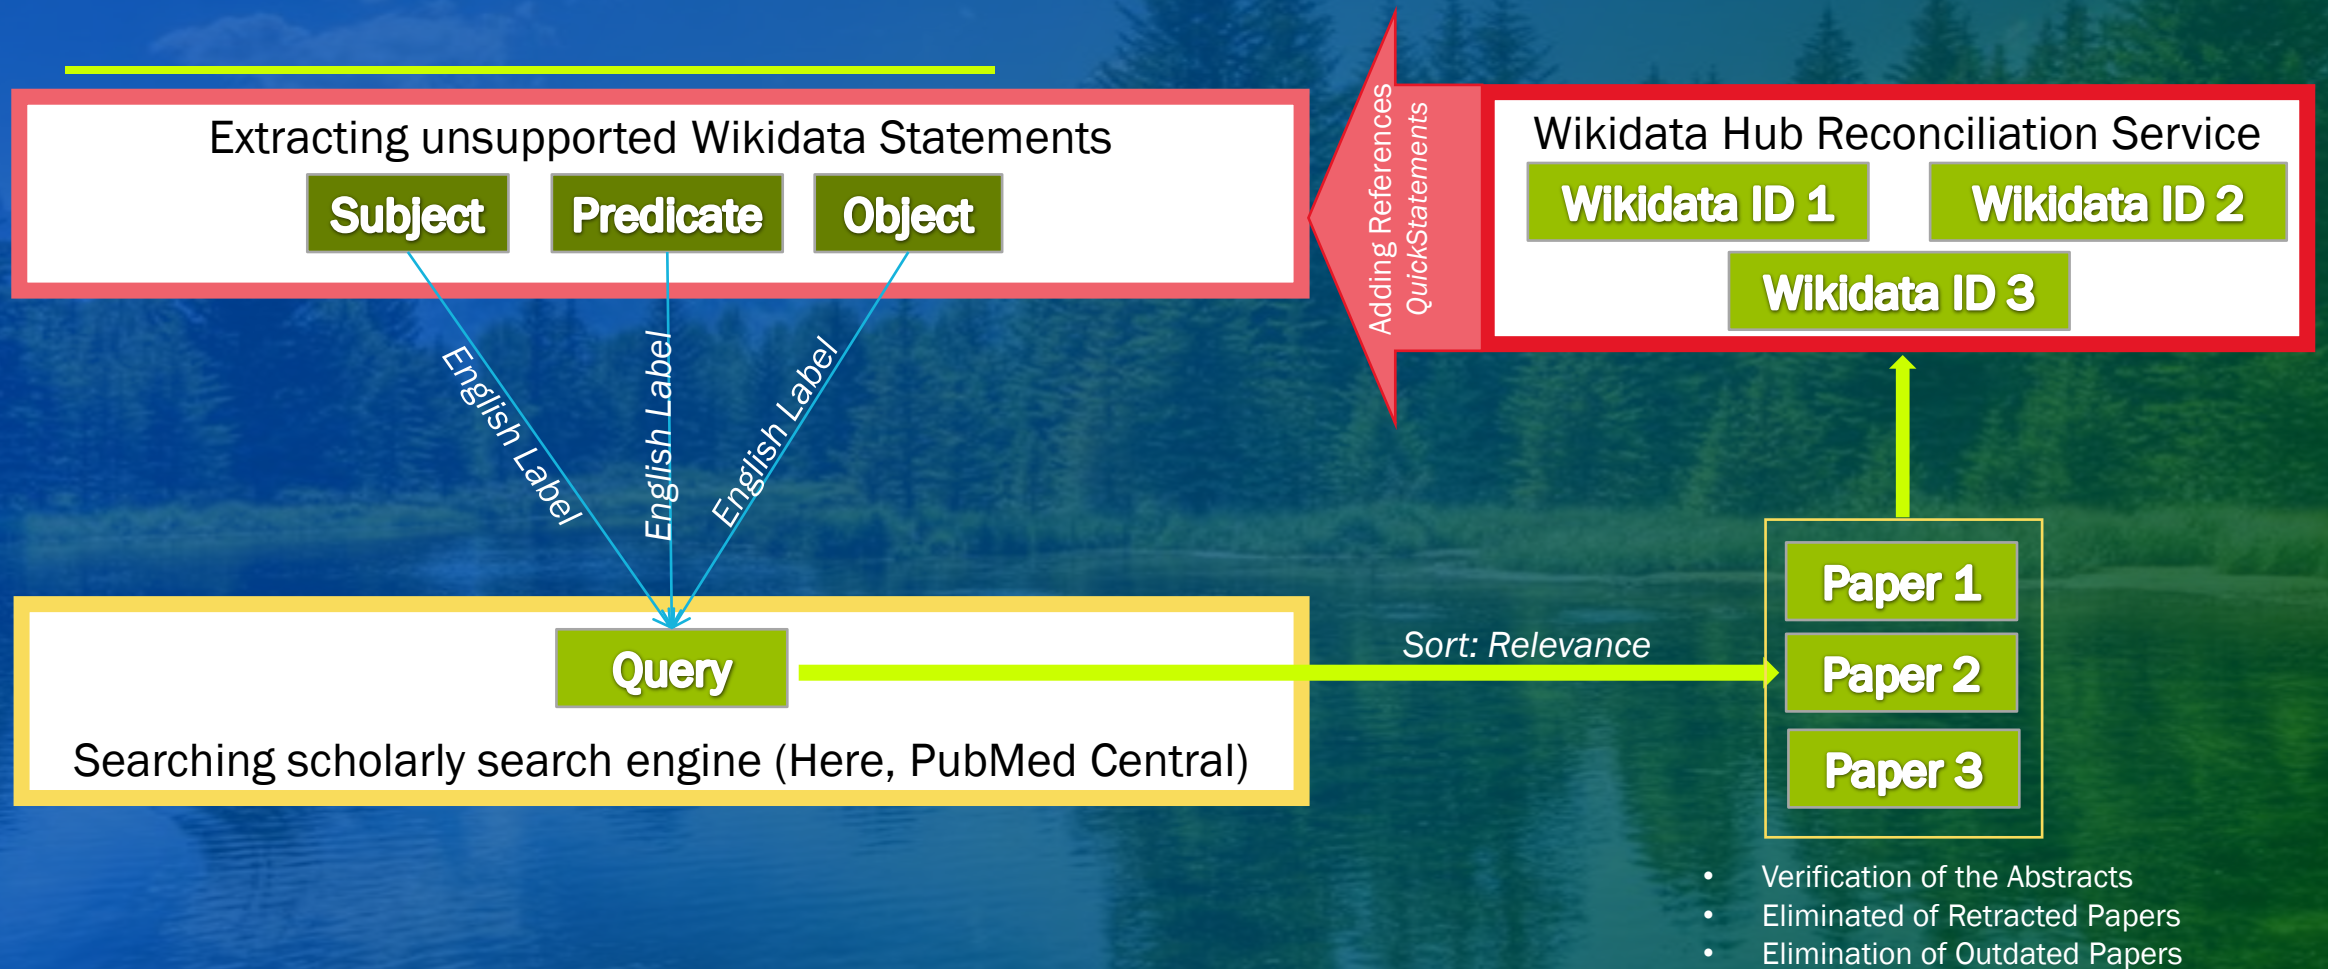 Extracting unsupported Wikidata Statements
Subject
Predicate
Object
English Label
English Label
English Label
Query
Searching scholarly search engine (Here, PubMed Central)
Sort: Relevance
Paper 1
Paper 2
Paper 3
• Verification of the Abstracts
• Eliminated of Retracted Papers
• Elimination of Outdated Papers
Wikidata Hub Reconciliation Service
Wikidata ID 1
Wikidata ID 2
Wikidata ID 3
Adding References
QuickStatements